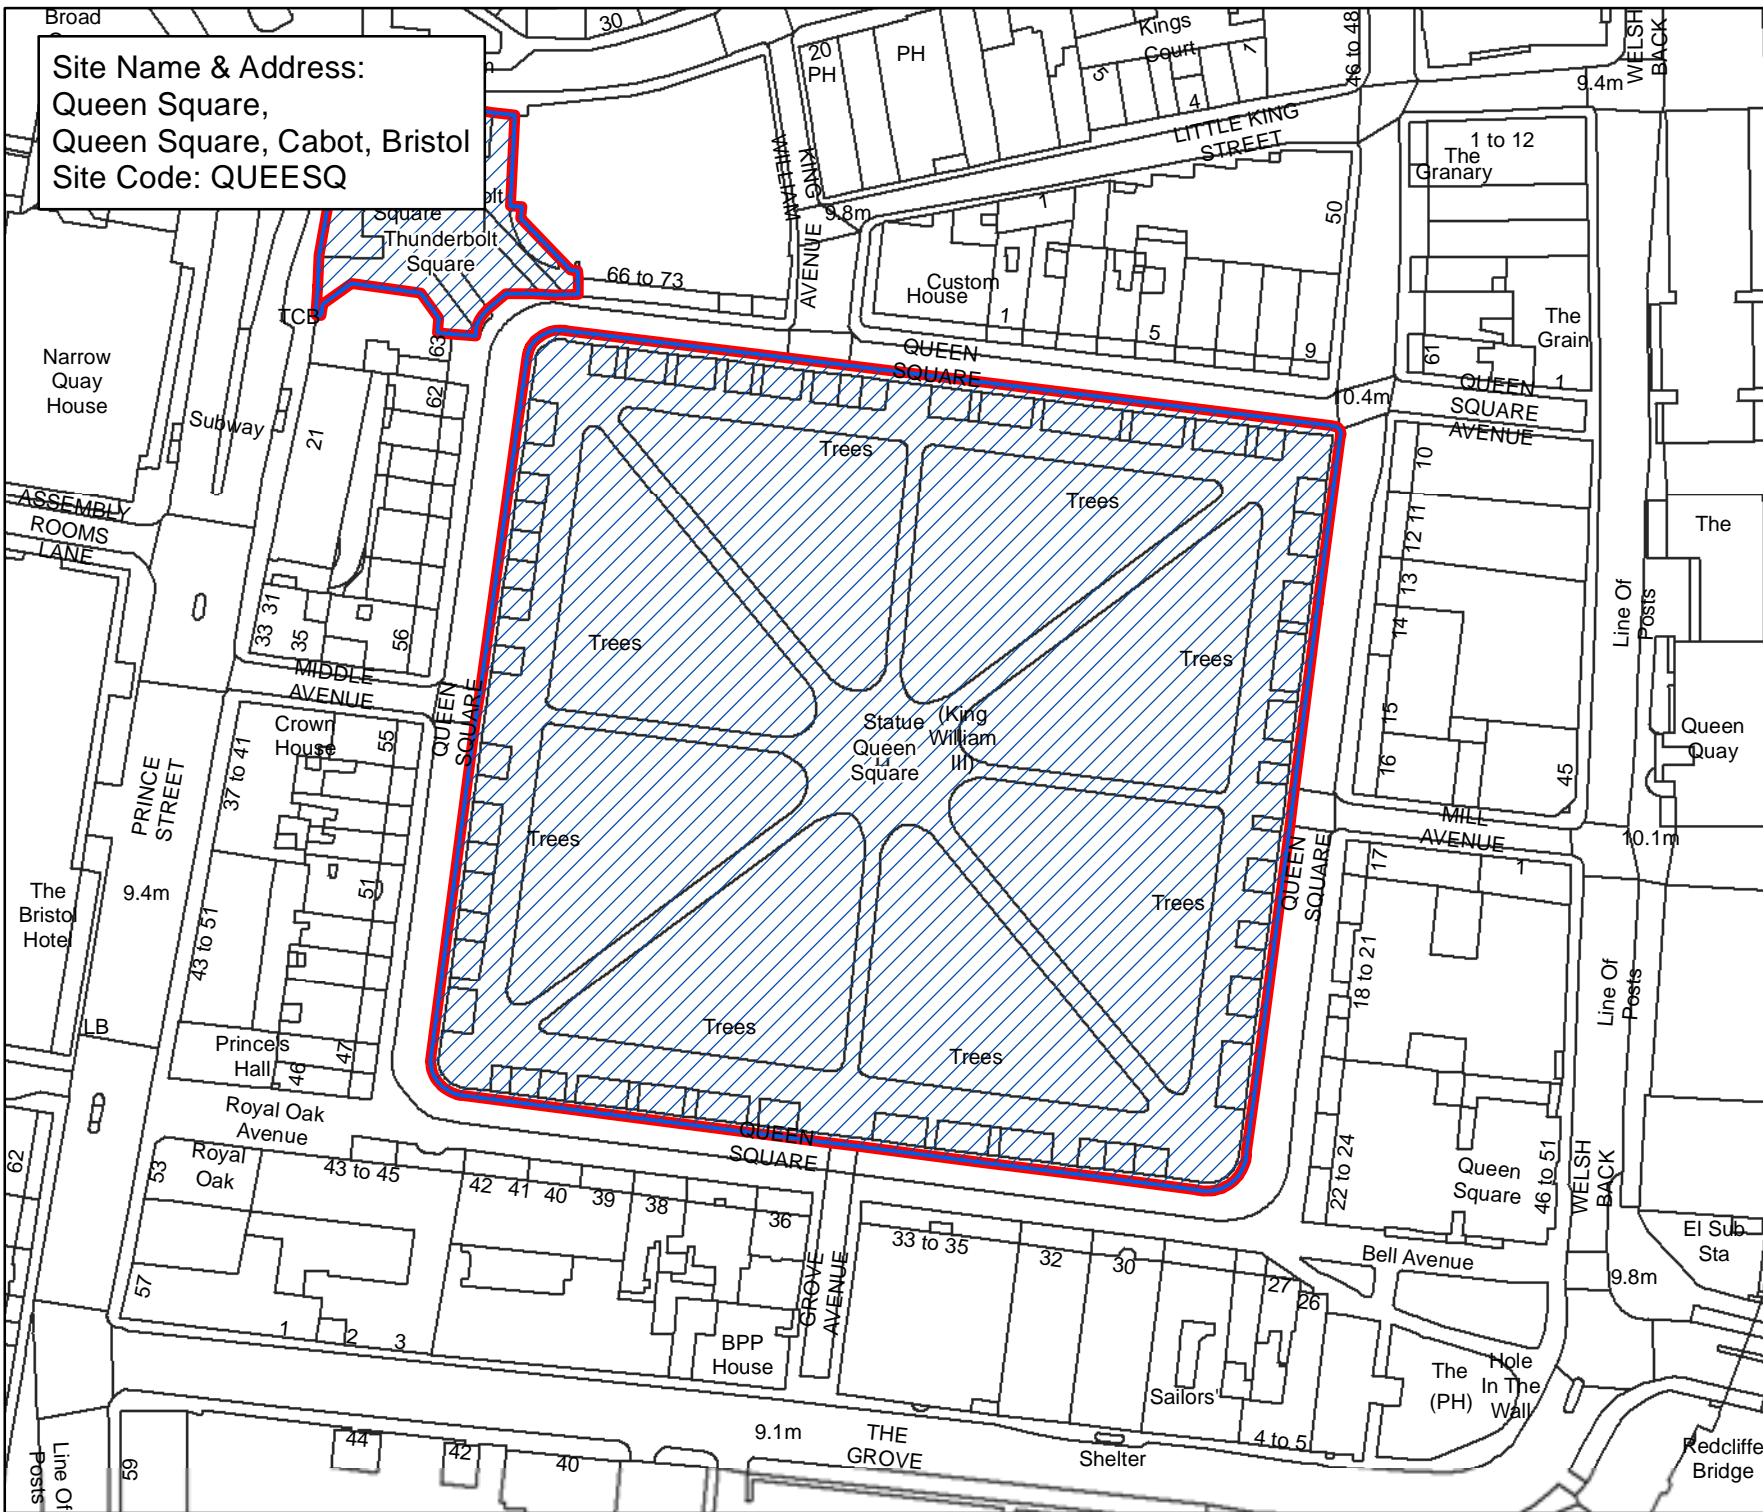 Broad
30
20
PH
PH
Kings
Court
5
4
7
46 to 48
WELSH
BACK
9.4m
Site Name & Address:
Queen Square,
Queen Square, Cabot, Bristol
Site Code: QUEESQ
Square
Thunderbolt
Square
KING
WILLIAM
AVENUE
LITTLE KING
STREET
9.8m
1
50
1 to 12
The
Granary
66 to 73
Custom
House
1
5
9
The
Grain
61
1
TCB
63
62
Narrow
Quay
House
Subway
21
QUEEN
SQUARE
10.4m
QUEEN
SQUARE
AVENUE
Trees
Trees
10
11
12
13
14
15
16
The
ASSEMBLY
ROOMS
LANE
33
31
35
56
Trees
Trees
Line Of
Posts
MIDDLE
AVENUE
QUEEN
SQUARE
Crown
House
55
Statue
(King
William
III)
Queen
Square
Queen
Quay
45
PRINCE
STREET
37 to 41
MILL
AVENUE
10.1m
Trees
QUEEN
SQUARE
17
1
The
Bristol
Hotel
9.4m
51
43 to 51
Trees
18 to 21
Line Of
Posts
LB
Prince's
Hall
46
47
Trees
Trees
Royal Oak
Avenue
Royal
Oak
QUEEN
SQUARE
62
53
43 to 45
42
41
40
39
38
36
22 to 24
Queen
Square
46 to 51
WELSH
BACK
33 to 35
32
30
27
26
Bell Avenue
El Sub
Sta
9.8m
57
GROVE
AVENUE
1
2
3
BPP
House
Sailors'
The
(PH)
Hole
In The
Wall
9.1m
THE
GROVE
Shelter
4 to 5
Redcliffe
Bridge
Line Of
Posts
59
44
42
40